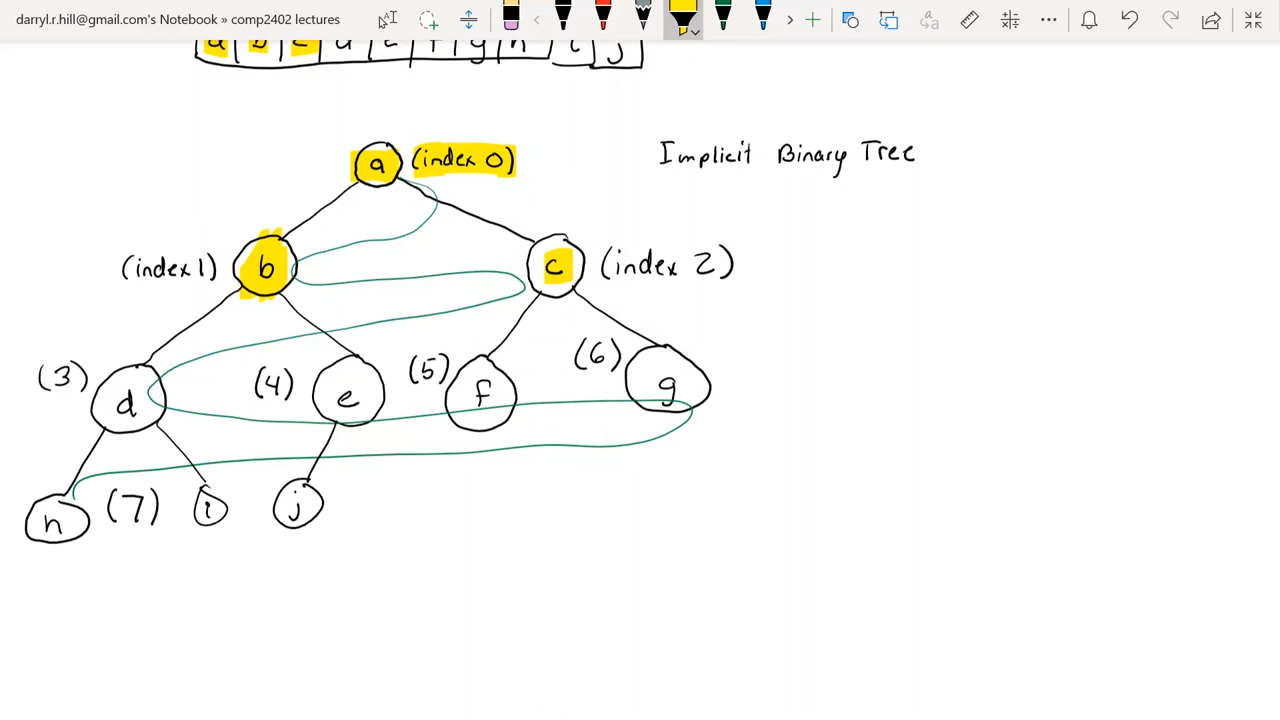 darryl.r.hill@gmail.com's Notebook » comp2402 lectures
a b c d e f g h i j
a (index 0)
Implicit Binary Tree
(index 1) b c (index 2)
(3) d (4) e (5) f (6) g
h (7) i j